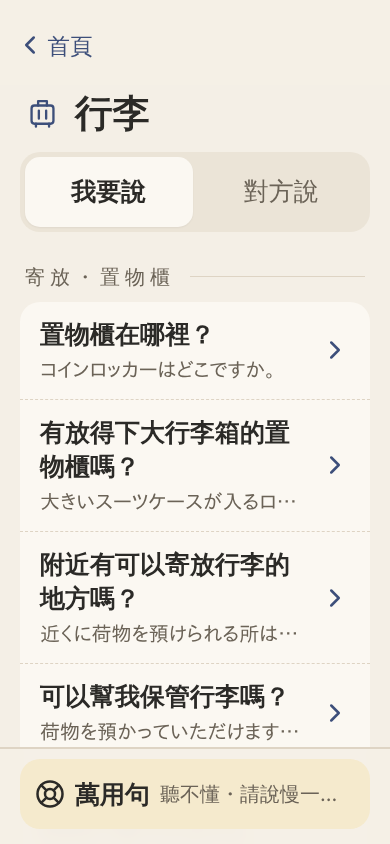 首頁
行李
我要說
對方說
寄放・置物櫃
置物櫃在哪裡？
コインロッカーはどこですか。
有放得下大行李箱的置
物櫃嗎？
大きいスーツケースが入るロ…
附近有可以寄放行李的
地方嗎？
近くに荷物を預けられる所は…
可以幫我保管行李嗎？
荷物を預かっていただけます…
萬用句 聽不懂・請說慢一...